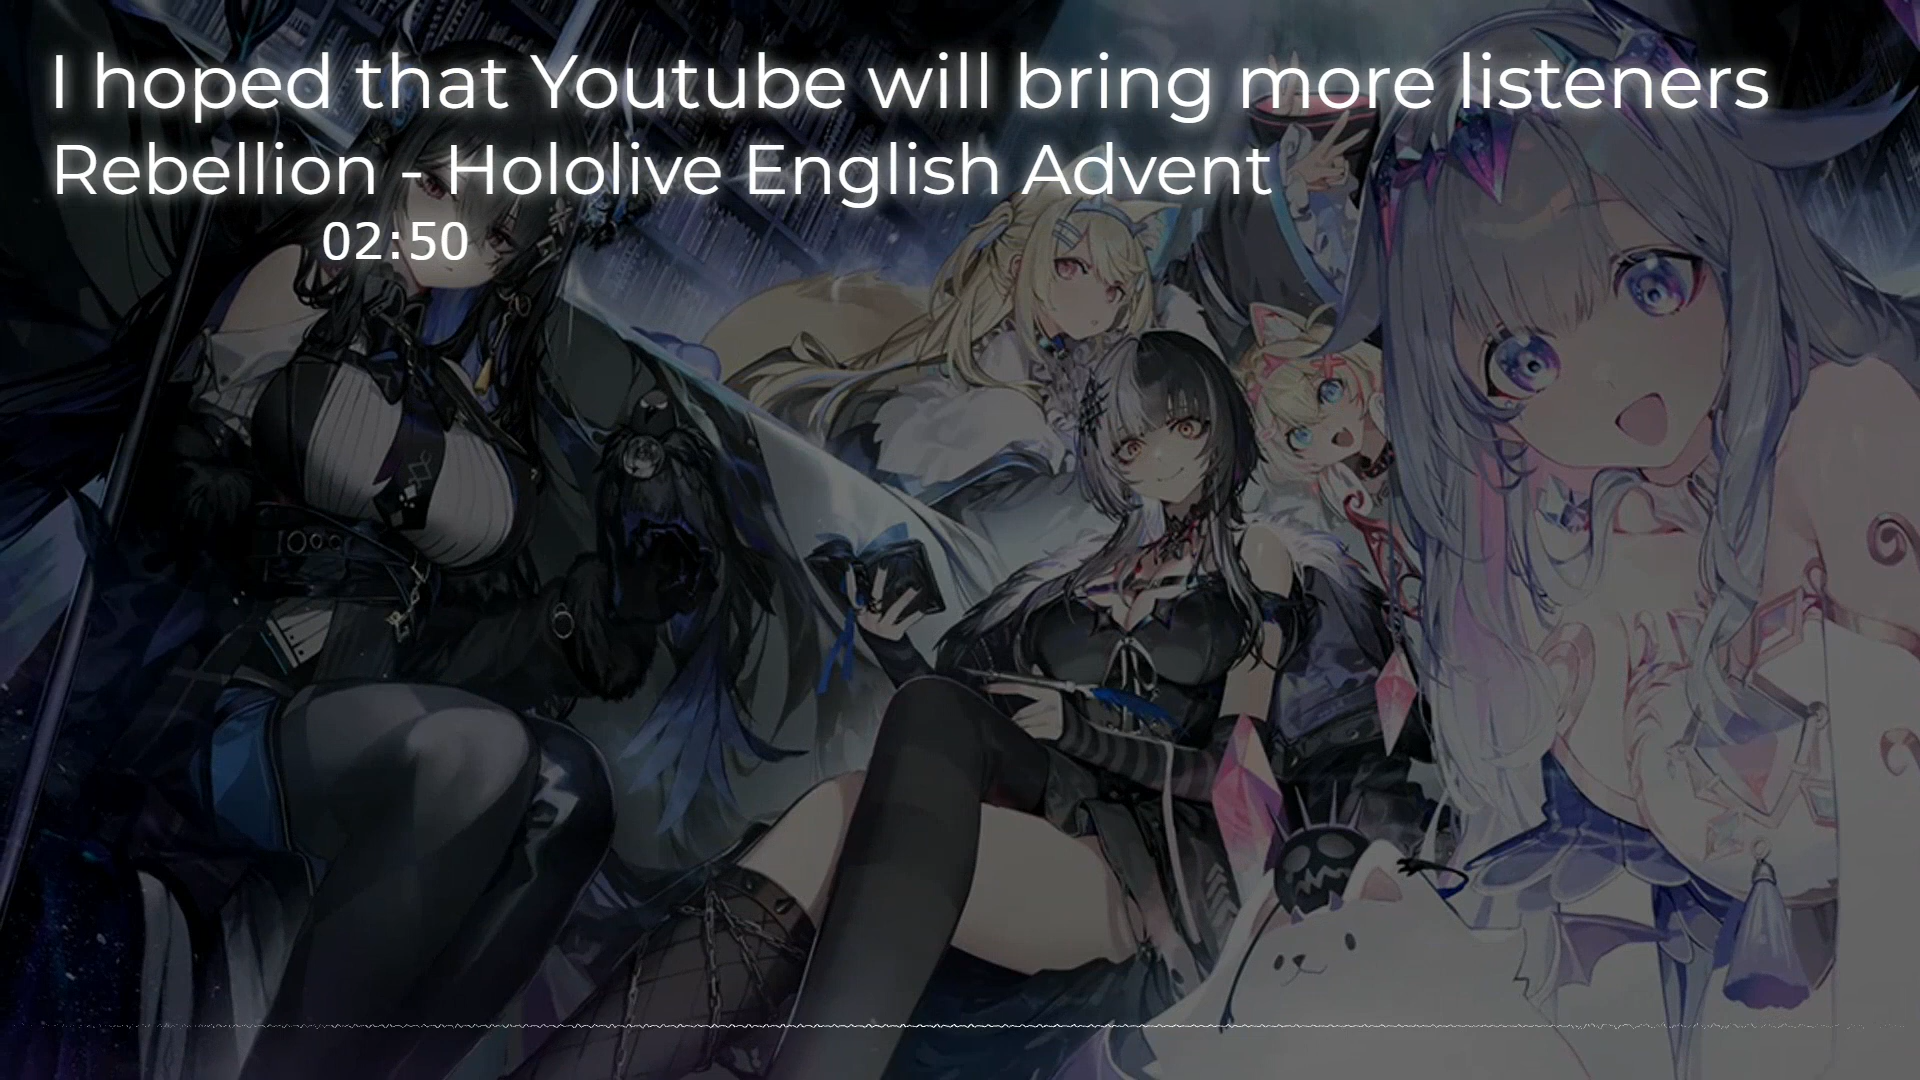 I hoped that Youtube will bring more listeners
Rebellion - Hololive English Advent
02:50